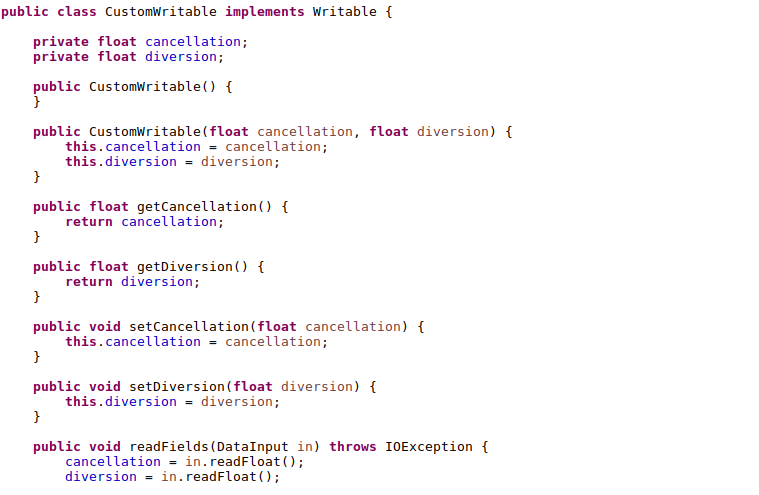 public class CustomWritable implements Writable {
private float cancellation;
private float diversion;
public CustomWritable() {
}
public CustomWritable(float cancellation, float diversion) {
this.cancellation = cancellation;
this.diversion = diversion;
}
public float getCancellation() {
return cancellation;
}
public float getDiversion() {
return diversion;
}
public void setCancellation(float cancellation) {
this.cancellation = cancellation;
}
public void setDiversion(float diversion) {
this.diversion = diversion;
}
public void readFields(DataInput in) throws IOException {
cancellation = in.readFloat();
diversion = in.readFloat();